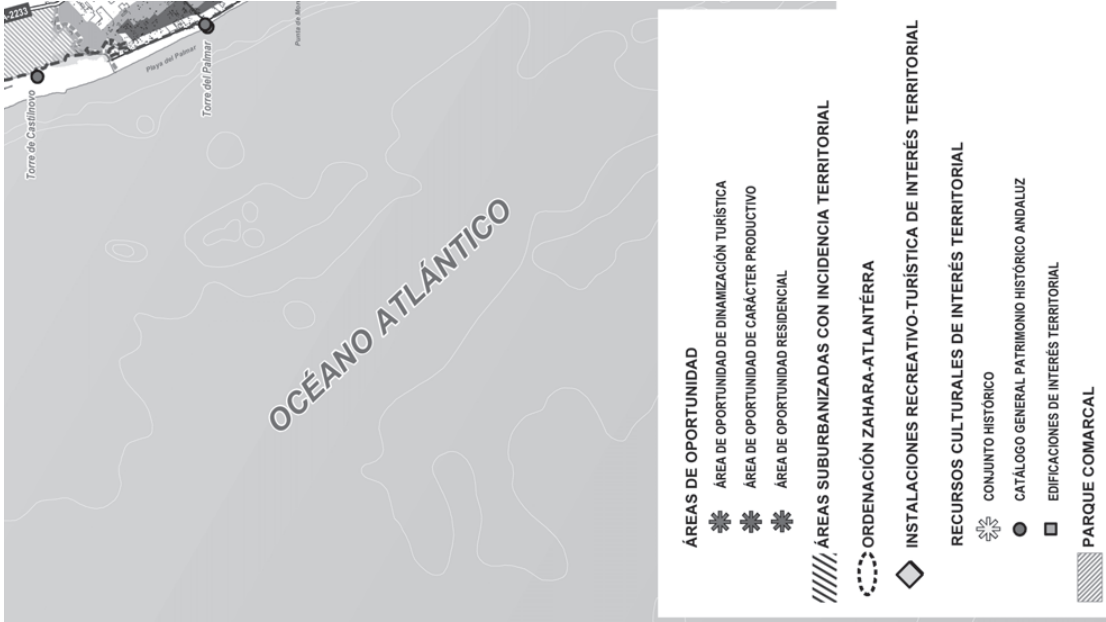 -2233
Torre de Castilnovo
Playa del Palmar
Torre del Palmar
OCÉANO ATLÁNTICO
ÁREAS DE OPORTUNIDAD
ÁREA DE OPORTUNIDAD DE DINAMIZACIÓN TURÍSTICA
ÁREA DE OPORTUNIDAD DE CARÁCTER PRODUCTIVO
ÁREA DE OPORTUNIDAD RESIDENCIAL
ÁREAS SUBURBANIZADAS CON INCIDENCIA TERRITORIAL
ORDENACIÓN ZAHARA-ATLANTÉRRA
INSTALACIONES RECREATIVO-TURÍSTICA DE INTERÉS TERRITORIAL
RECURSOS CULTURALES DE INTERÉS TERRITORIAL
CONJUNTO HISTÓRICO
CATÁLOGO GENERAL PATRIMONIO HISTÓRICO ANDALUZ
EDIFICACIONES DE INTERÉS TERRITORIAL
PARQUE COMARCAL